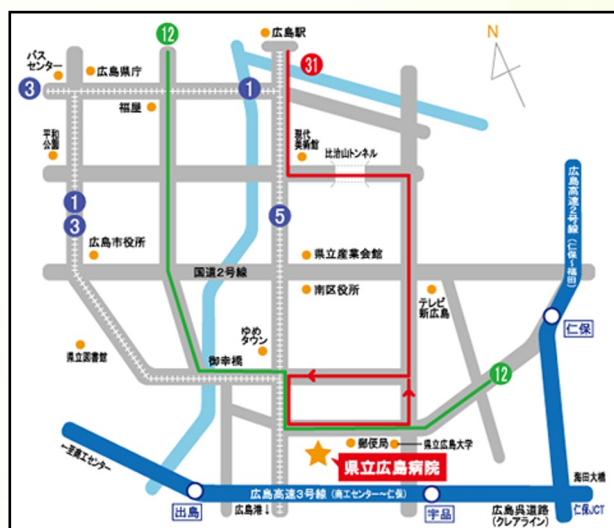 12
広島駅
N
バス
センター
広島県庁
31
3
1
福屋
平和
公園
現代
美術館
比治山トンネル
1
3
5
広島市役所
県立産業会館
国道2号線
南区役所
テレビ
新広島
広島高速2号線(仁保~福田)
仁保
県立図書館
ゆめ
タウン
御幸橋
12
郵便局
県立広島大学
県立広島病院
←至商工センター
出島
広島高速3号線(商工センター~仁保)
宇品
海田大橋
広島港↓
広島呉道路
(クレアライン)
仁保JCT